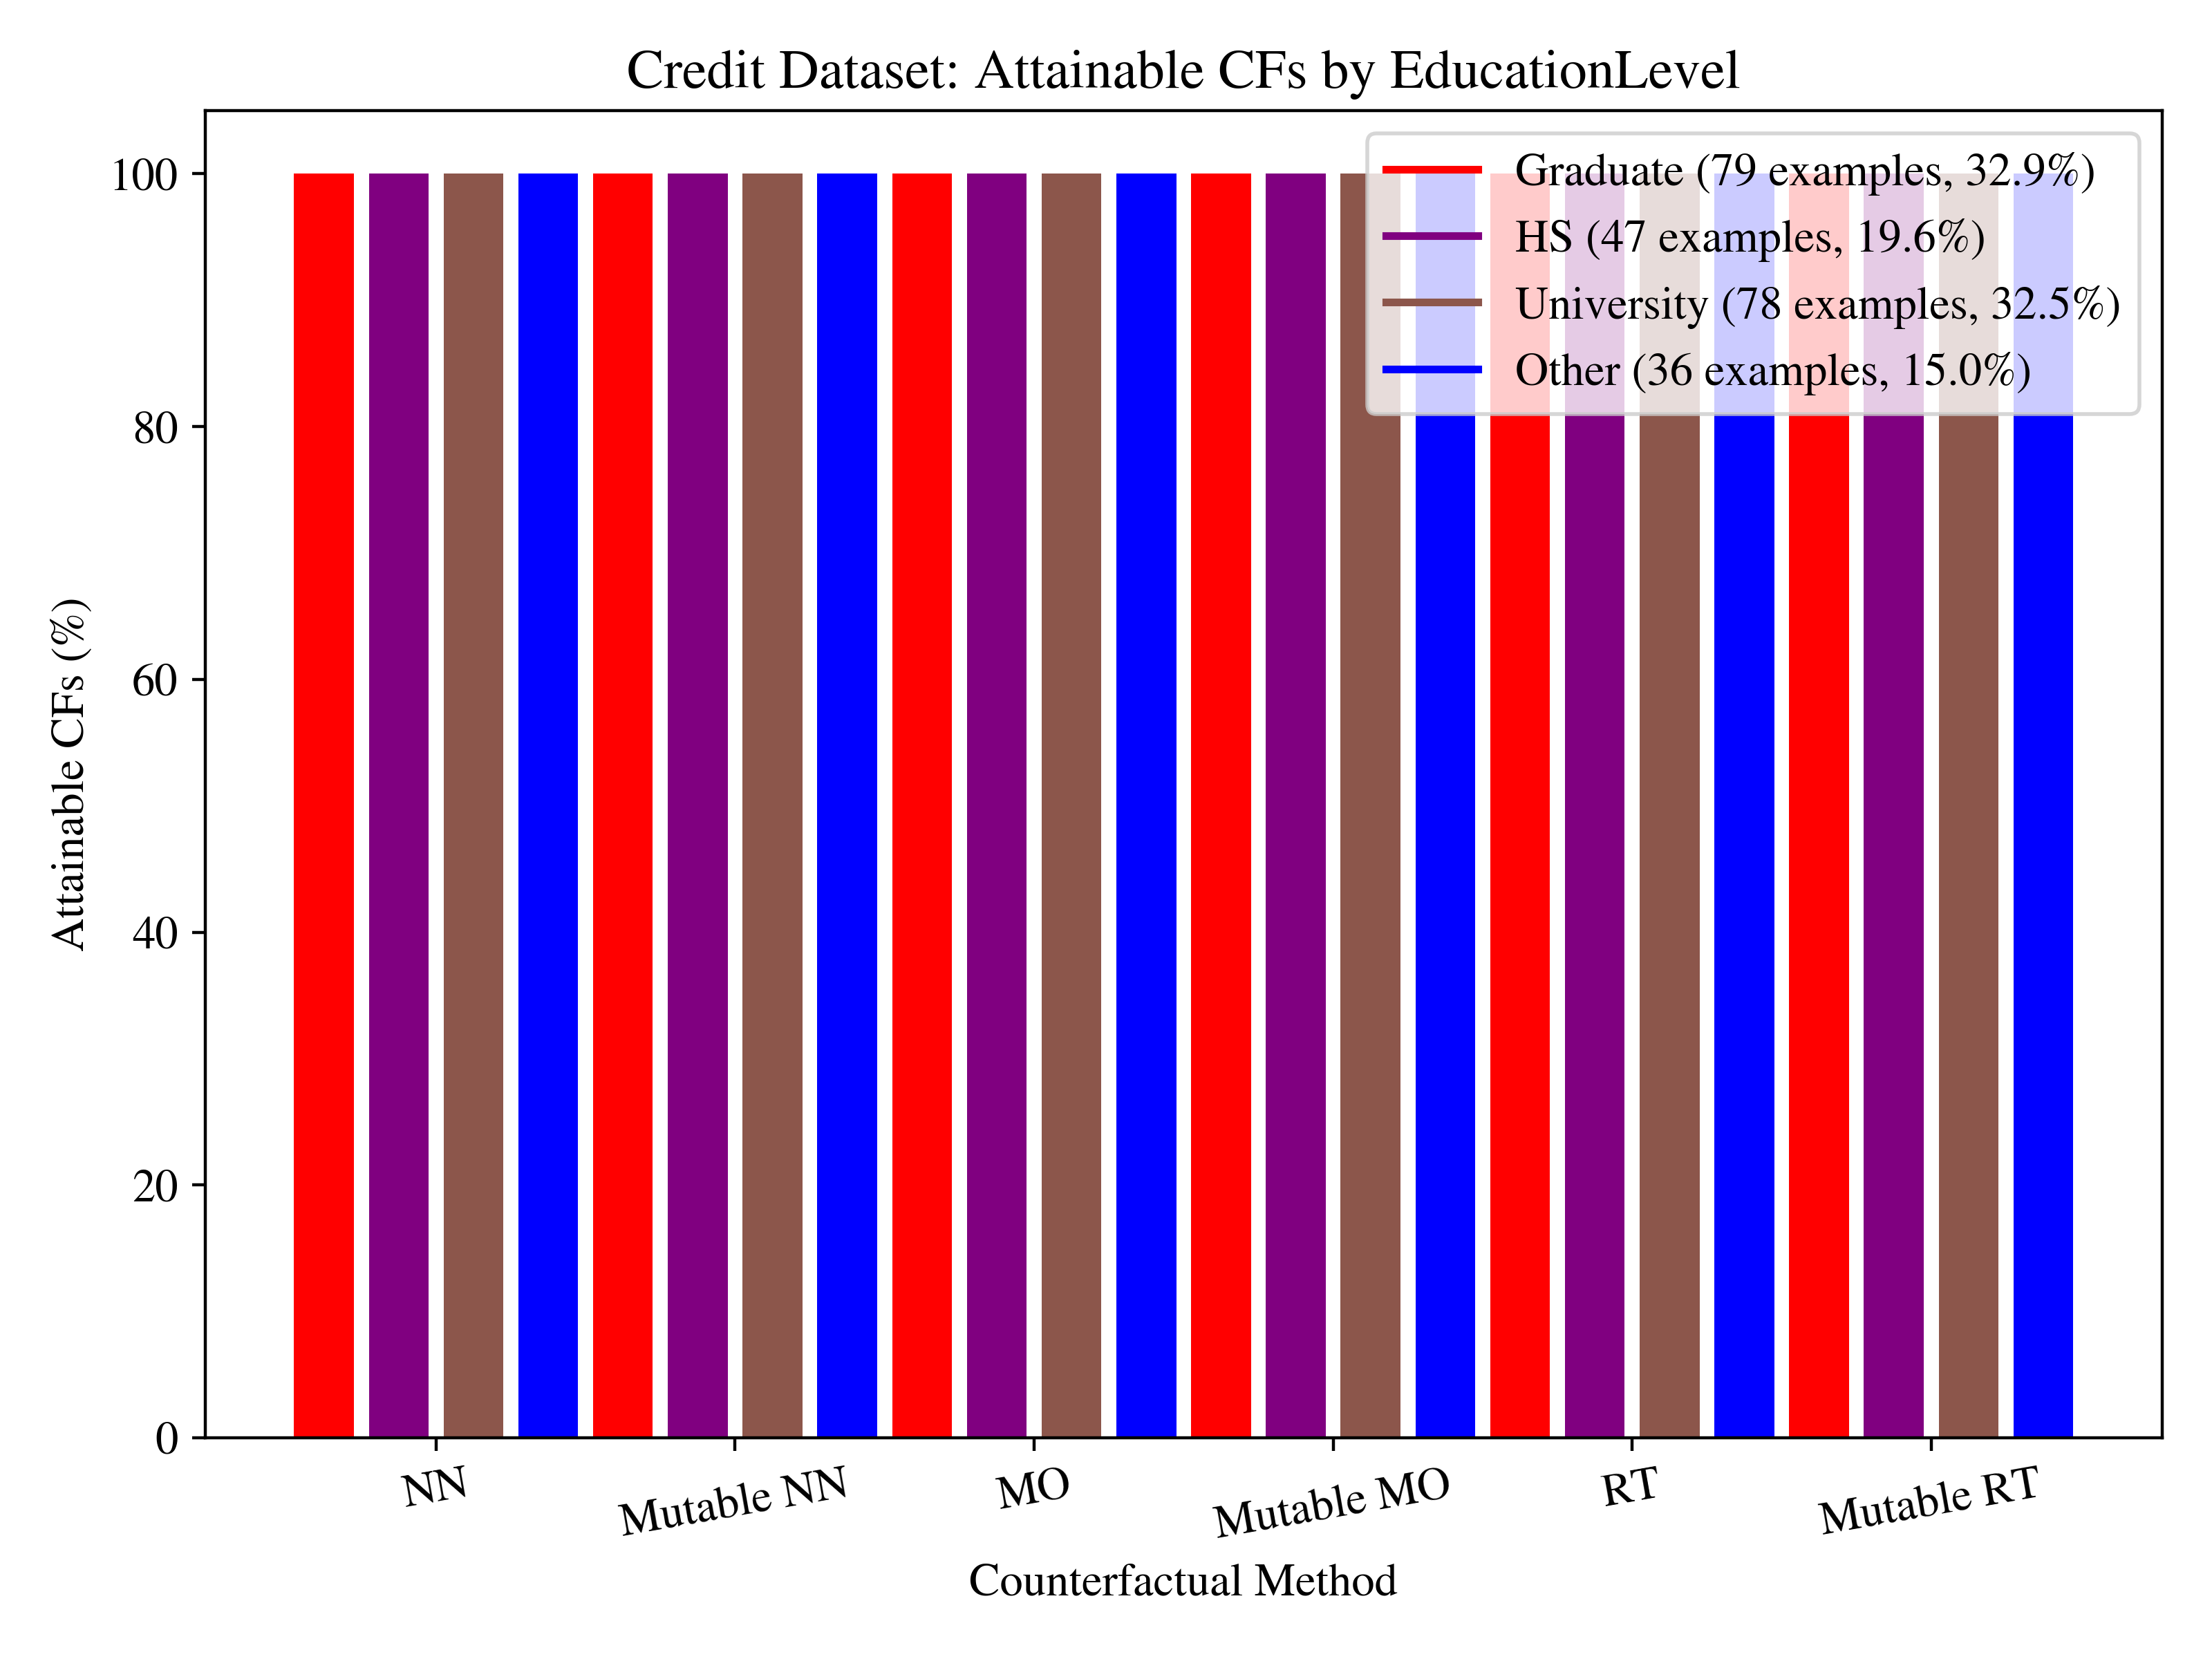 Credit Dataset: Attainable CFs by EducationLevel
Graduate (79 examples, 32.9%)
HS (47 examples, 19.6%)
University (78 examples, 32.5%)
Other (36 examples, 15.0%)
Attainable CFs (%)
100
80
60
40
20
0
NN
Mutable NN
MO
Mutable MO
RT
Mutable RT
Counterfactual Method